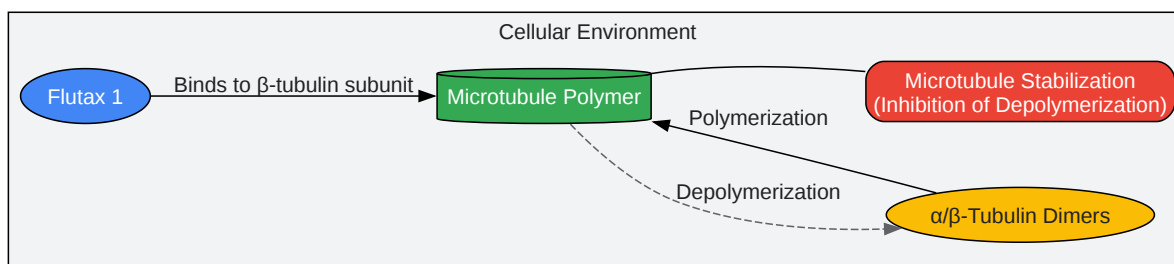 Cellular Environment
Flutax 1
Binds to β-tubulin subunit
Microtubule Polymer
Microtubule Stabilization
(Inhibition of Depolymerization)
Polymerization
Depolymerization
α/β-Tubulin Dimers